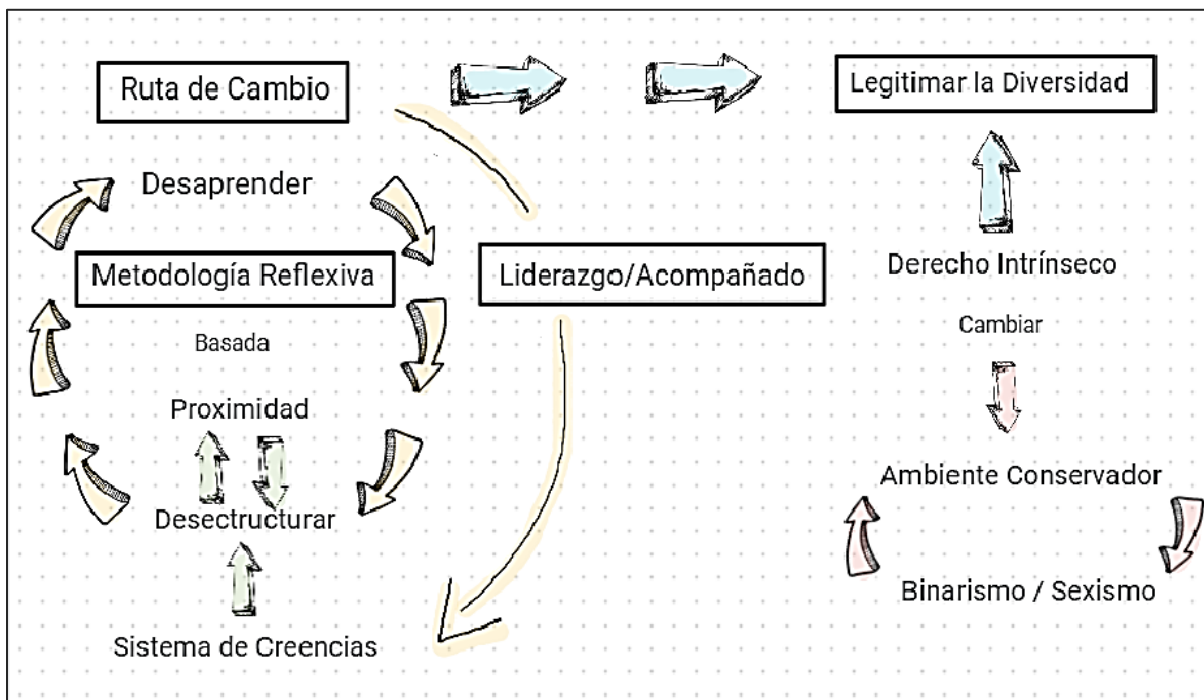 Ruta de Cambio
Legitimar la Diversidad
Desaprender
Metodología Reflexiva
Liderazgo/Acompañado
Derecho Intrínseco
Basada
Cambiar
Proximidad
Ambiente Conservador
Desectructurar
Binarismo / Sexismo
Sistema de Creencias